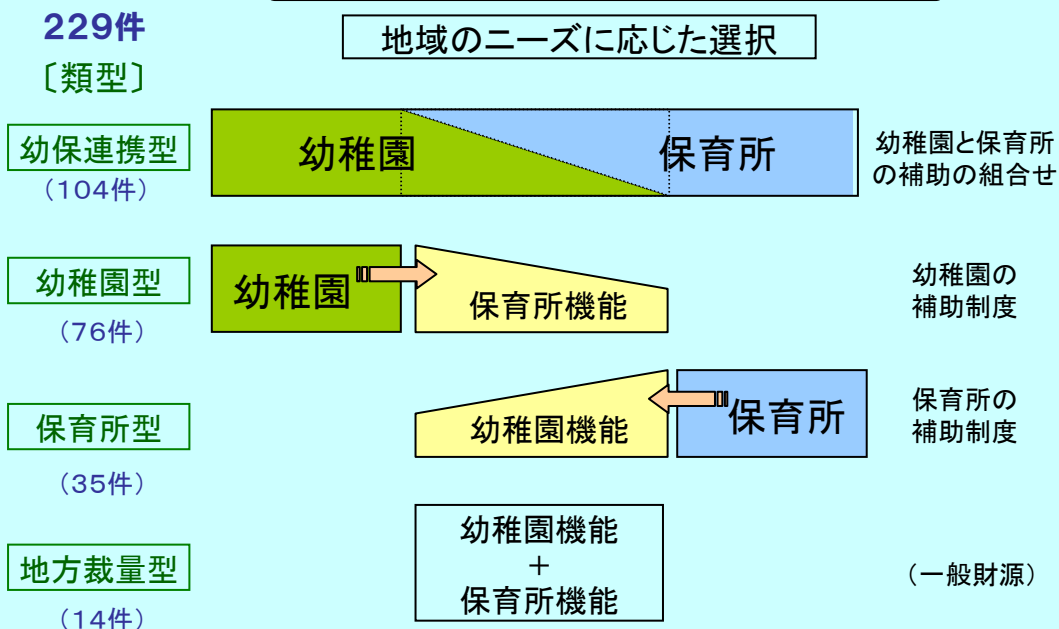 229件
地域のニーズに応じた選択
〔類型〕
幼保連携型
（104件）
幼稚園
保育所
幼稚園と保育所
の補助の組合せ
幼稚園型
（76件）
幼稚園
保育所機能
幼稚園の
補助制度
保育所型
（35件）
幼稚園機能
保育所
保育所の
補助制度
地方裁量型
（14件）
幼稚園機能
＋
保育所機能
（一般財源）